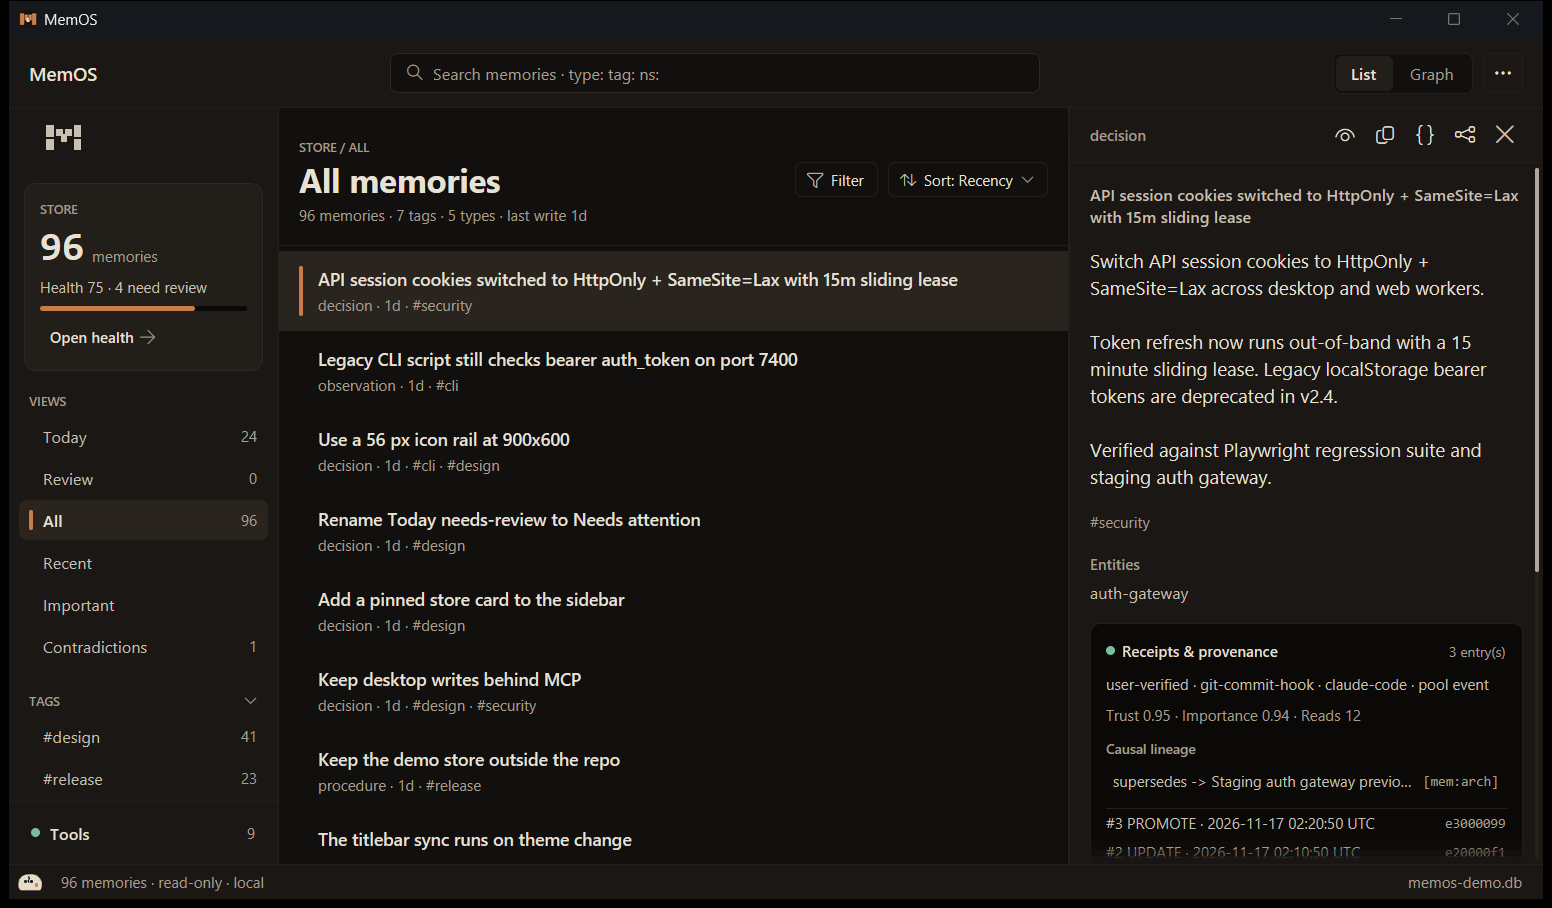 MemOS
MemOS
Search memories · type: tag: ns:
List
Graph
STORE
96 memories
Health 75 · 4 need review
Open health
VIEWS
Today 24
Review 0
All 96
Recent
Important
Contradictions 1
TAGS
#design 41
#release 23
Tools 9
STORE / ALL
All memories
96 memories · 7 tags · 5 types · last write 1d
Filter
Sort: Recency
API session cookies switched to HttpOnly + SameSite=Lax with 15m sliding lease
decision · 1d · #security
Legacy CLI script still checks bearer auth_token on port 7400
observation · 1d · #cli
Use a 56 px icon rail at 900x600
decision · 1d · #cli · #design
Rename Today needs-review to Needs attention
decision · 1d · #design
Add a pinned store card to the sidebar
decision · 1d · #design
Keep desktop writes behind MCP
decision · 1d · #design · #security
Keep the demo store outside the repo
procedure · 1d · #release
The titlebar sync runs on theme change
decision
API session cookies switched to HttpOnly + SameSite=Lax
with 15m sliding lease
Switch API session cookies to HttpOnly +
SameSite=Lax across desktop and web workers.
Token refresh now runs out-of-band with a 15
minute sliding lease. Legacy localStorage bearer
tokens are deprecated in v2.4.
Verified against Playwright regression suite and
staging auth gateway.
#security
Entities
auth-gateway
Receipts & provenance 3 entry(s)
user-verified · git-commit-hook · claude-code · pool event
Trust 0.95 · Importance 0.94 · Reads 12
Causal lineage
supersedes -> Staging auth gateway previo... [mem:arch]
#3 PROMOTE · 2026-11-17 02:20:50 UTC e3000099
#2 UPDATE · 2026-11-17 02:10:50 UTC e20000f1
96 memories · read-only · local
memos-demo.db